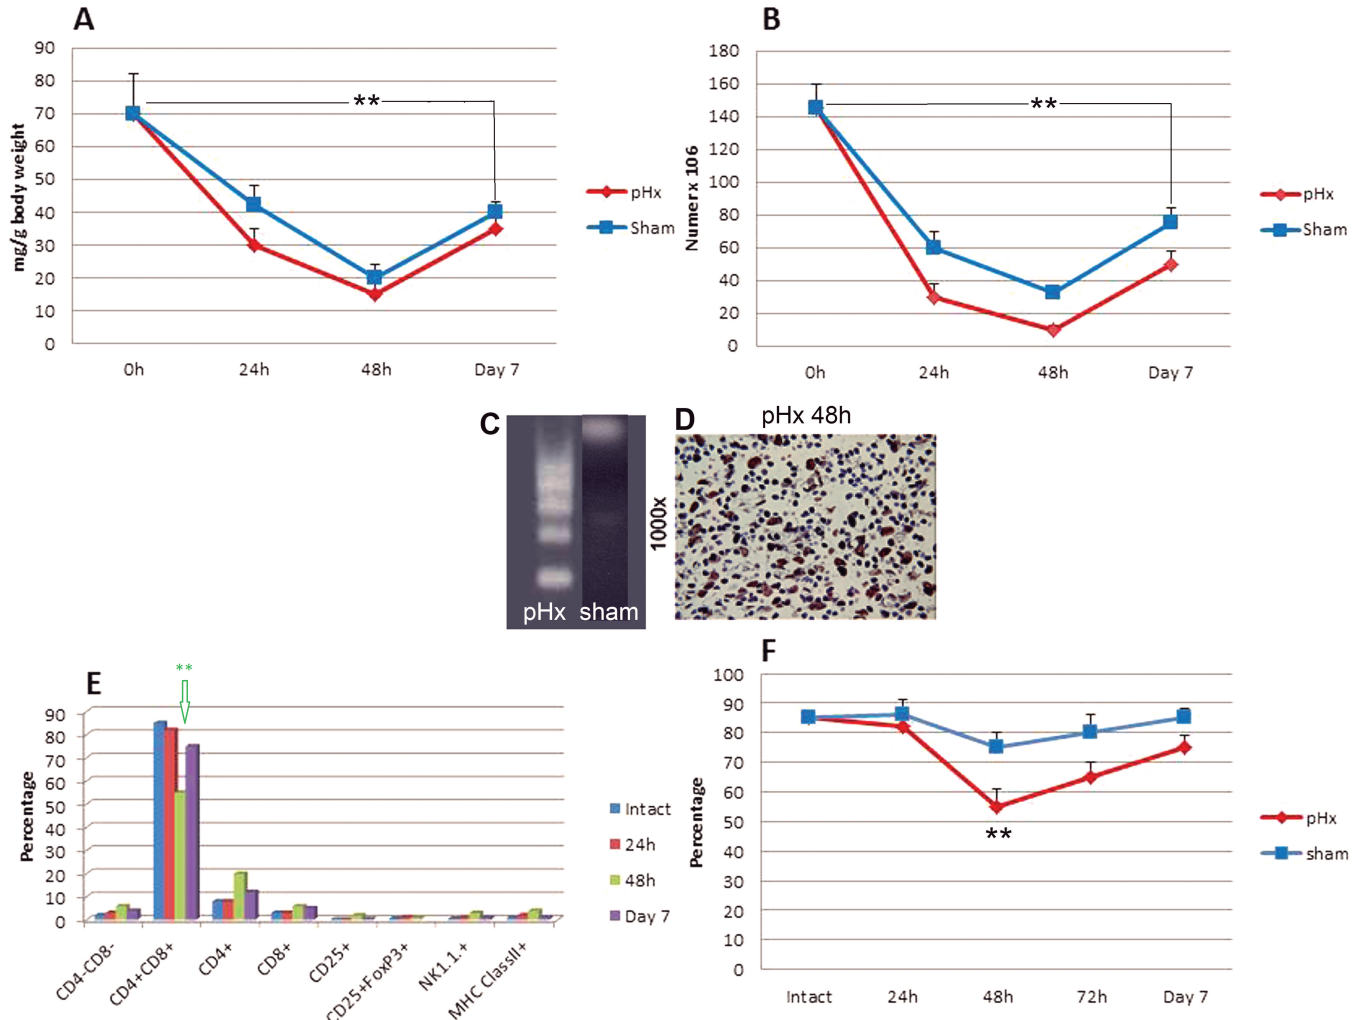 A
90
80
70
60
50
40
30
20
10
0
mg/g body weight
**
0h
24h
48h
Day 7
pHx
Sham
B
180
160
140
120
100
80
60
40
20
0
Numer x 106
**
0h
24h
48h
Day 7
pHx
Sham
C
pHx sham
D
pHx 48h
1000x
E
**
90
80
70
60
50
40
30
20
10
0
Percentage
CD4-CD8-
CD4+CD8+
CD4+
CD8+
CD25+
CD25+FoxP3+
NK1.1.+
MHC ClassII+
Intact
24h
48h
Day 7
F
100
90
80
70
60
50
40
30
20
10
0
Percentage
**
Intact
24h
48h
72h
Day 7
pHx
sham